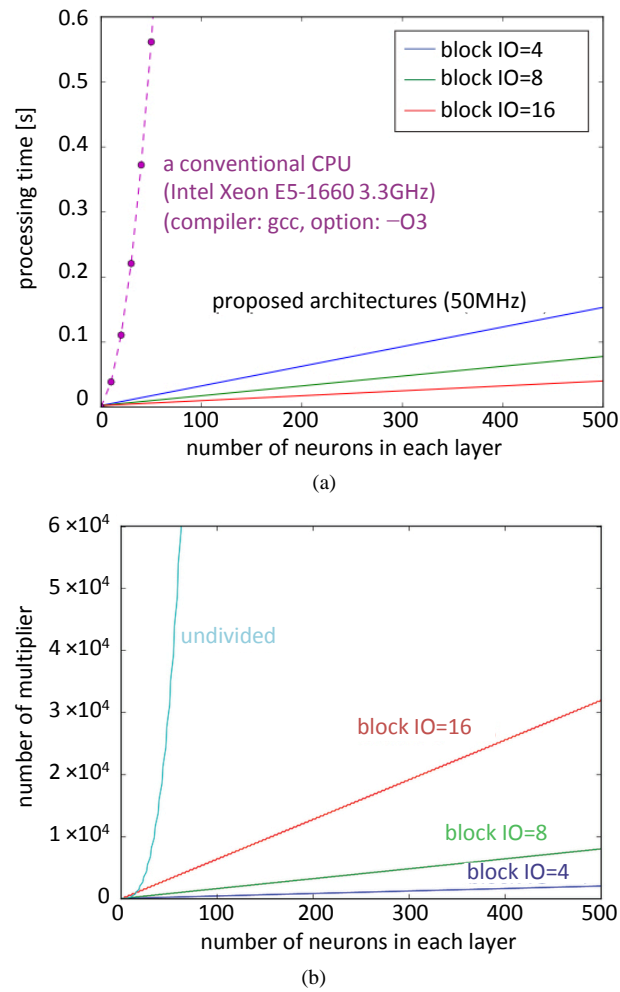 0.6
0.5
0.4
0.3
0.2
0.1
0
processing time [s]
block IO=4
block IO=8
block IO=16
a conventional CPU
(Intel Xeon E5-1660 3.3GHz)
(compiler: gcc, option: −O3
proposed architectures (50MHz)
0 100 200 300 400 500
number of neurons in each layer
(a)
6 ×10⁴
5 ×10⁴
4 ×10⁴
3 ×10⁴
2 ×10⁴
1 ×10⁴
0
number of multiplier
undivided
block IO=16
block IO=8
block IO=4
0 100 200 300 400 500
number of neurons in each layer
(b)